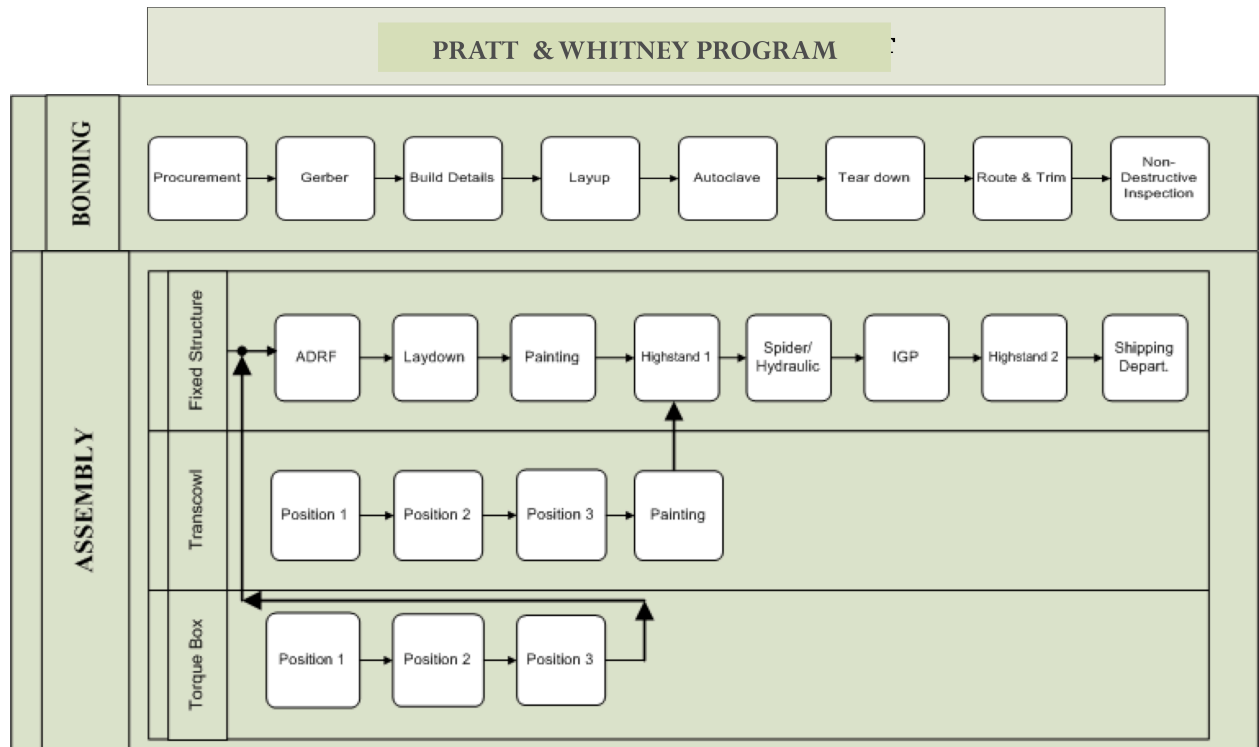 PRATT & WHITNEY PROGRAM
BONDING
Procurement
Gerber
Build Details
Layup
Autoclave
Tear down
Route & Trim
Non-
Destructive
Inspection
ASSEMBLY
Fixed Structure
ADRF
Laydown
Painting
Highstand 1
Spider/
Hydraulic
IGP
Highstand 2
Shipping
Depart.
Transcowl
Position 1
Position 2
Position 3
Painting
Torque Box
Position 1
Position 2
Position 3